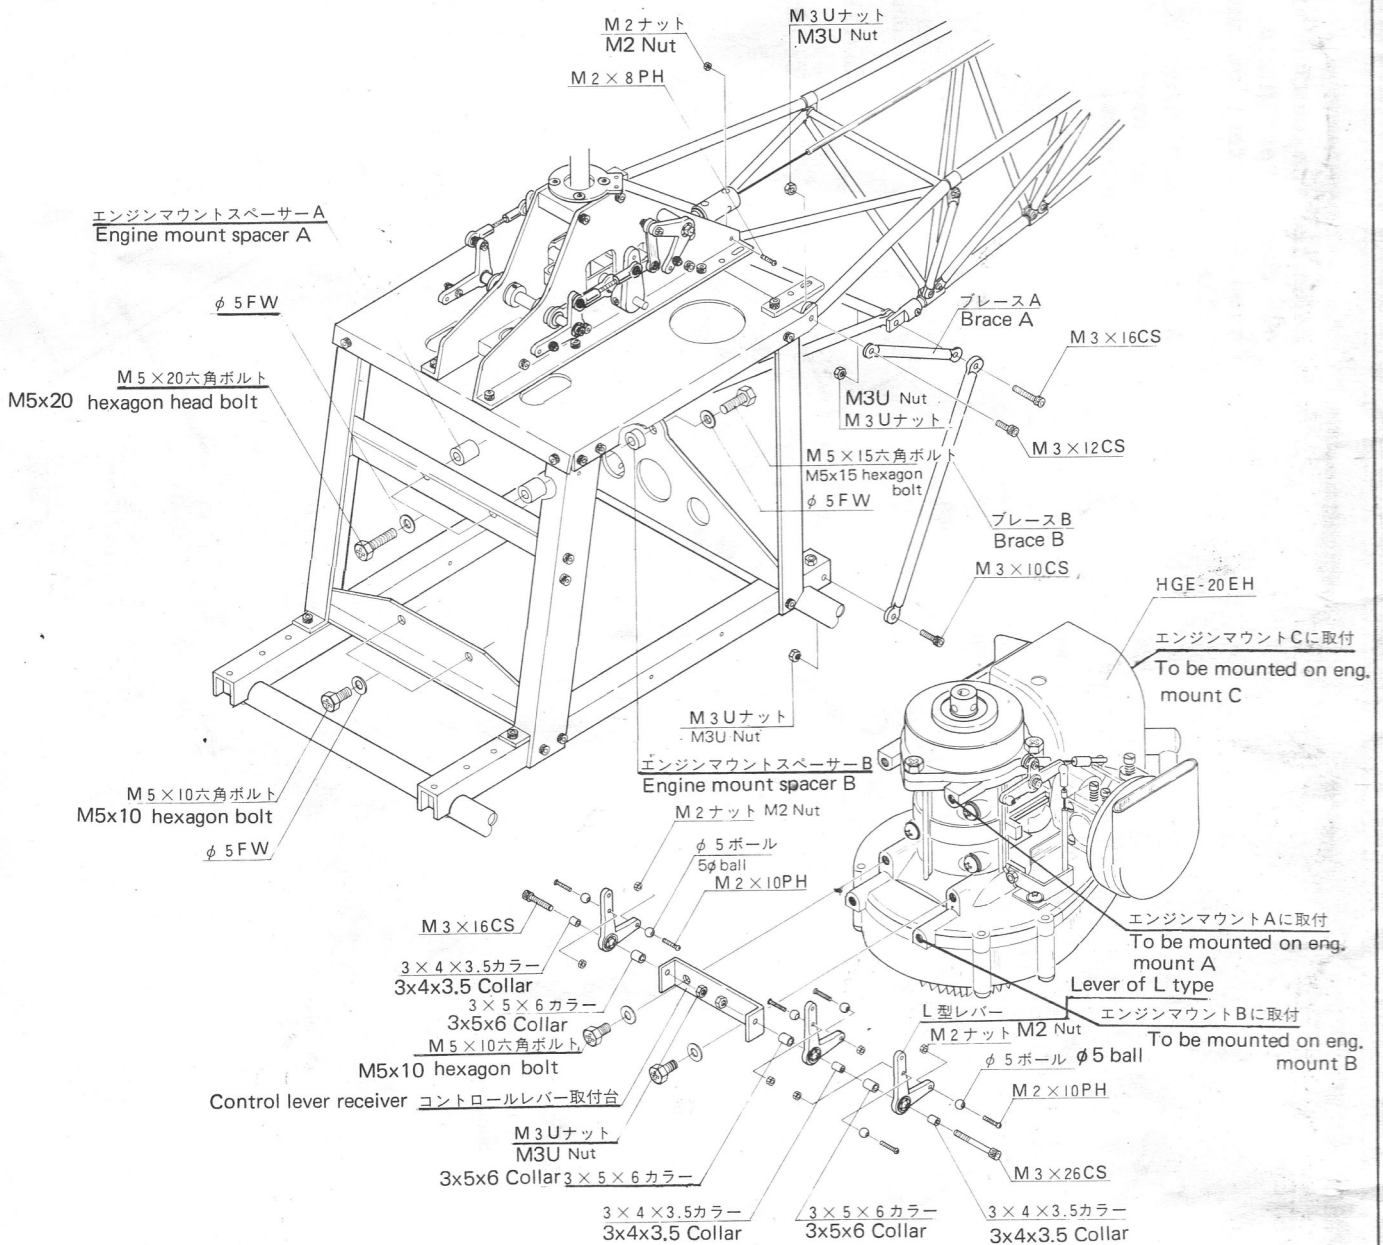 M2ナット
M2 Nut
M2×8PH
M3Uナット
M3U Nut
エンジンマウントスペーサーA
Engine mount spacer A
φ5FW
M5×20六角ボルト
M5x20 hexagon head bolt
ブレースA
Brace A
M3×16CS
M3U Nut
M3Uナット
M3×12CS
M5×15六角ボルト
M5x15 hexagon
bolt
φ5FW
ブレースB
Brace B
M3×10CS
HGE-20EH
エンジンマウントCに取付
To be mounted on eng.
mount C
M3Uナット
M3U Nut
エンジンマウントスペーサーB
Engine mount spacer B
M5×10六角ボルト
M5x10 hexagon bolt
φ5FW
M2ナット M2 Nut
φ5ボール
5φ ball
M2×10PH
M3×16CS
3×4×3.5カラー
3x4x3.5 Collar
3×5×6カラー
3x5x6 Collar
M5×10六角ボルト
M5x10 hexagon bolt
Control lever receiver コントロールレバー取付台
M3Uナット
M3U Nut
3x5x6 Collar 3×5×6カラー
エンジンマウントAに取付
To be mounted on eng.
mount A
Lever of L type
L型レバー
エンジンマウントBに取付
To be mounted on eng.
mount B
M2ナット M2 Nut
φ5ボール φ5 ball
M2×10PH
M3×26CS
3×4×3.5カラー
3x4x3.5 Collar
3×5×6カラー
3x5x6 Collar
3×4×3.5カラー
3x4x3.5 Collar